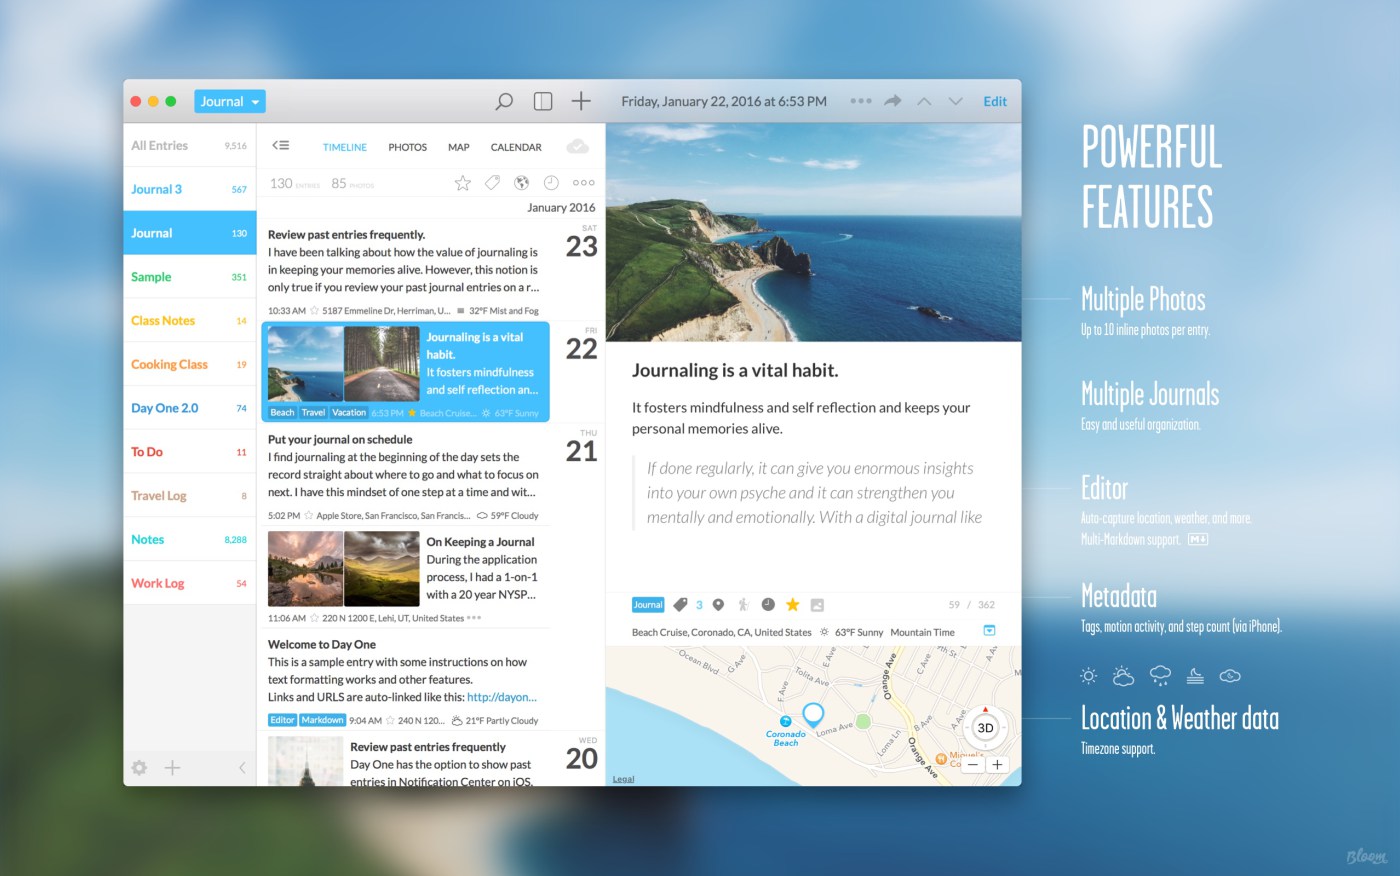 Journal
Friday, January 22, 2016 at 6:53 PM
Edit
All Entries 9,516
Journal 3 567
Journal 130
Sample 351
Class Notes 14
Cooking Class 19
Day One 2.0 74
To Do 11
Travel Log 8
Notes 8,288
Work Log 54
TIMELINE PHOTOS MAP CALENDAR
130 ENTRIES 85 PHOTOS
January 2016
SAT
23
Review past entries frequently.
I have been talking about how the value of journaling is
in keeping your memories alive. However, this notion is
only true if you review your past journal entries on a r...
10:33 AM 5187 Emmeline Dr, Herriman, U... 32°F Mist and Fog
FRI
22
Journaling is a vital
habit.
It fosters mindfulness
and self reflection an...
Beach Travel Vacation 6:53 PM Beach Cruise... 63°F Sunny
THU
21
Put your journal on schedule
I find journaling at the beginning of the day sets the
record straight about where to go and what to focus on
next. I have this mindset of one step at a time and wit...
5:02 PM Apple Store, San Francisco, San Francis... 59°F Cloudy
On Keeping a Journal
During the application
process, I had a 1-on-1
with a 20 year NYSP...
11:06 AM 220 N 1200 E, Lehi, UT, United States
Welcome to Day One
This is a sample entry with some instructions on how
text formatting works and other features.
Links and URLS are auto-linked like this: http://dayon...
Editor Markdown 9:04 AM 240 N 120... 21°F Partly Cloudy
WED
20
Review past entries frequently
Day One has the option to show past
entries in Notification Center on iOS.
Journaling is a vital habit.
It fosters mindfulness and self reflection and keeps your
personal memories alive.
If done regularly, it can give you enormous insights
into your own psyche and it can strengthen you
mentally and emotionally. With a digital journal like
Journal 3 59 / 362
Beach Cruise, Coronado, CA, United States 63°F Sunny Mountain Time
Ocean Blvd
G Ave
F Ave
Tolita Ave
E Ave
Orange Ave
C Ave
Coronado
Beach
Loma Ave
Loma Ln
B Ave
A Ave
Orange Ave
3D
Legal
POWERFUL
FEATURES
Multiple Photos
Up to 10 inline photos per entry.
Multiple Journals
Easy and useful organization.
Editor
Auto-capture location, weather, and more.
Multi-Markdown support. M↓
Metadata
Tags, motion activity, and step count (via iPhone).
Location & Weather data
Timezone support.
Bloom